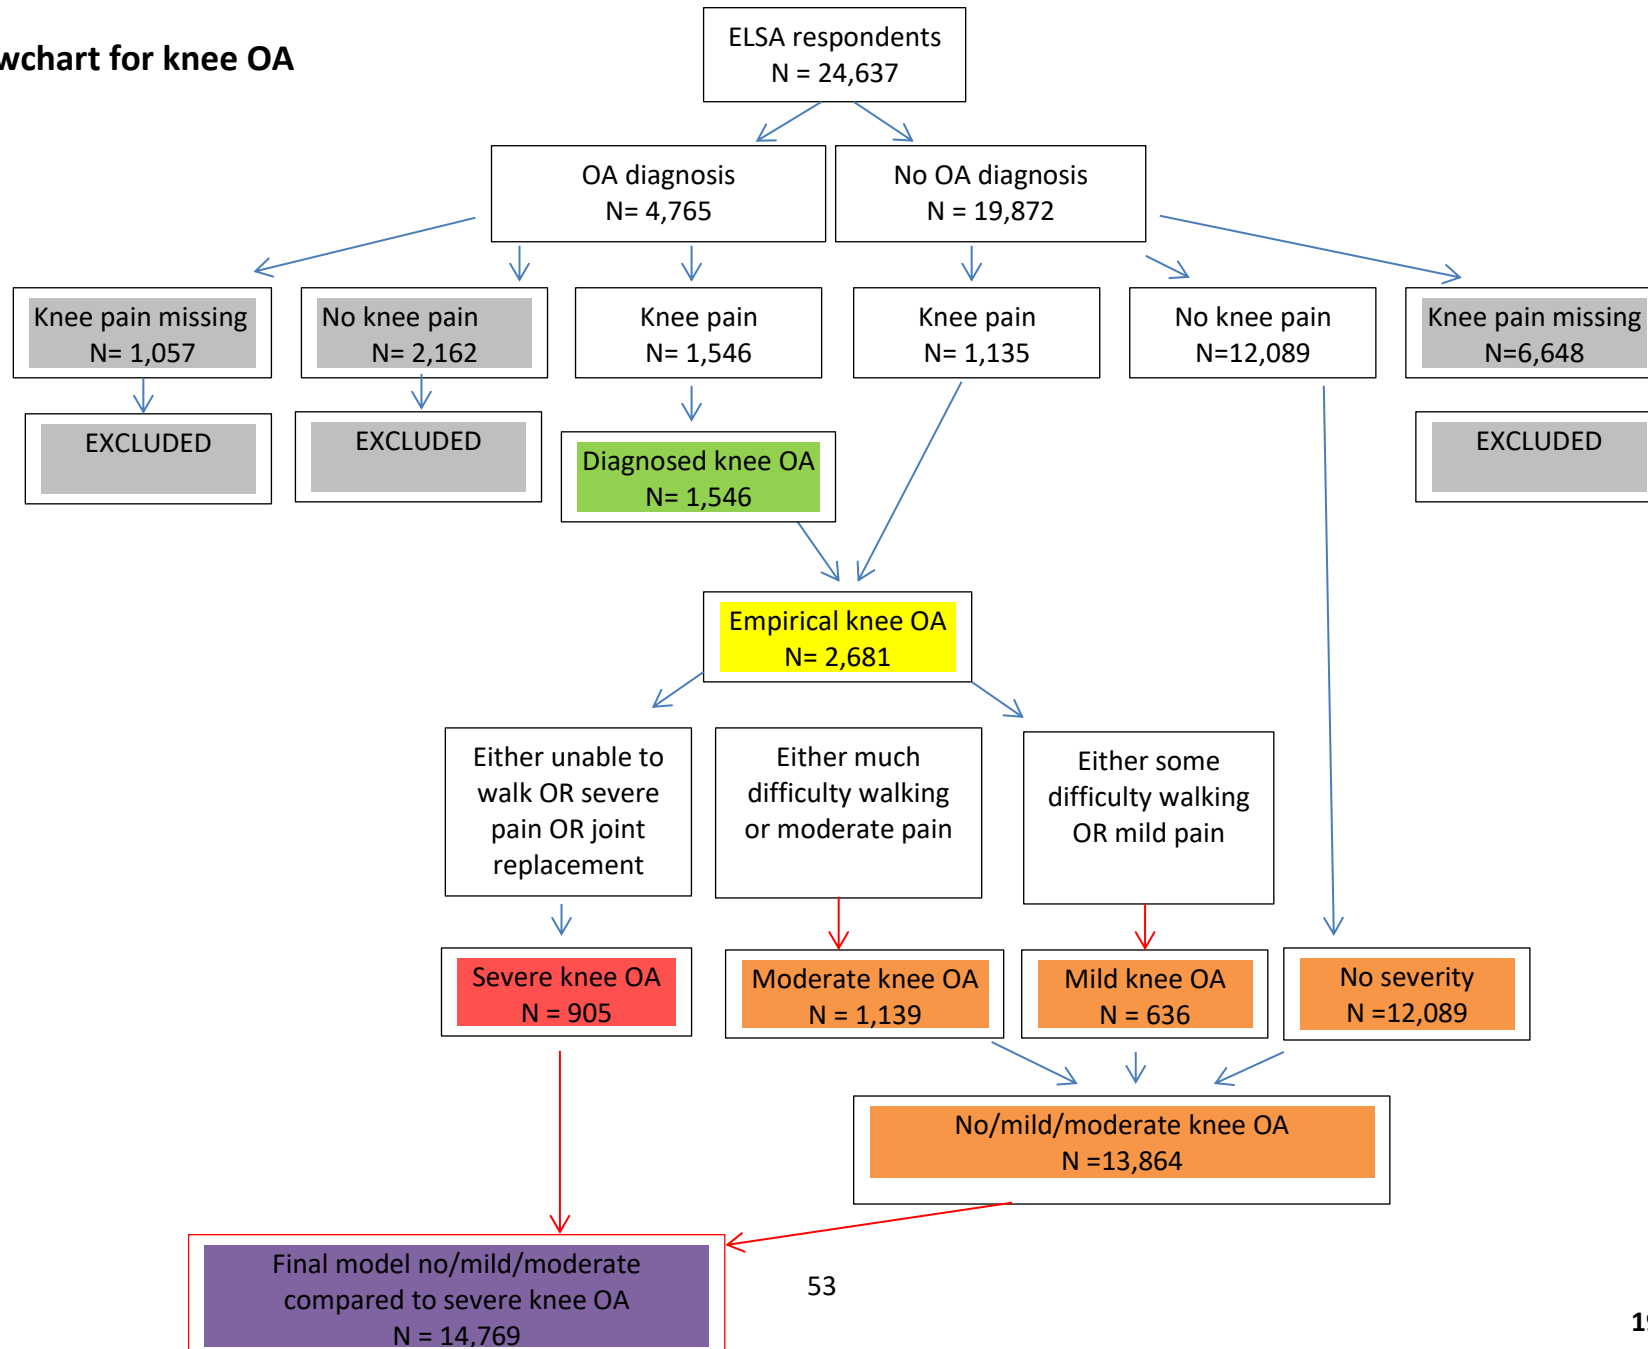 wchart for knee OA
ELSA respondents
N = 24,637
OA diagnosis
N= 4,765
No OA diagnosis
N = 19,872
Knee pain missing
N= 1,057
No knee pain
N= 2,162
Knee pain
N= 1,546
Knee pain
N= 1,135
No knee pain
N=12,089
Knee pain missing
N=6,648
EXCLUDED
EXCLUDED
Diagnosed knee OA
N= 1,546
EXCLUDED
Empirical knee OA
N= 2,681
Either unable to
walk OR severe
pain OR joint
replacement
Either much
difficulty walking
or moderate pain
Either some
difficulty walking
OR mild pain
Severe knee OA
N = 905
Moderate knee OA
N = 1,139
Mild knee OA
N = 636
No severity
N =12,089
No/mild/moderate knee OA
N =13,864
Final model no/mild/moderate
compared to severe knee OA
N = 14,769
53
19